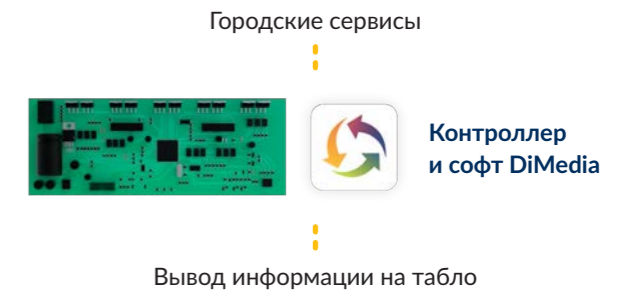 Городские сервисы
Контроллер
и софт DiMedia
Вывод информации на табло